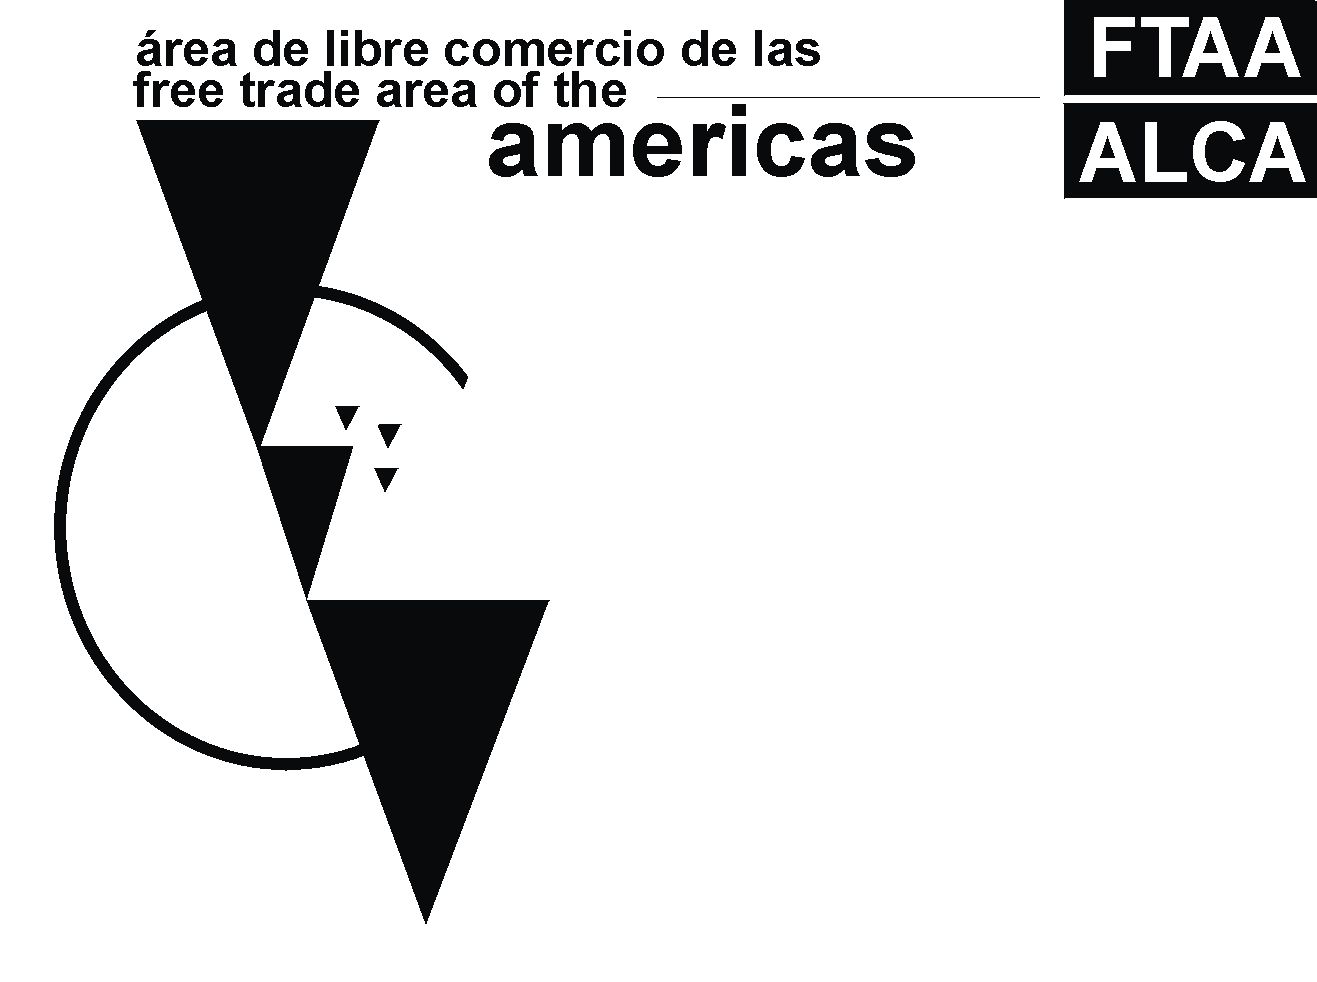 área de libre comercio de las
free trade area of the
americas
FTAA
ALCA